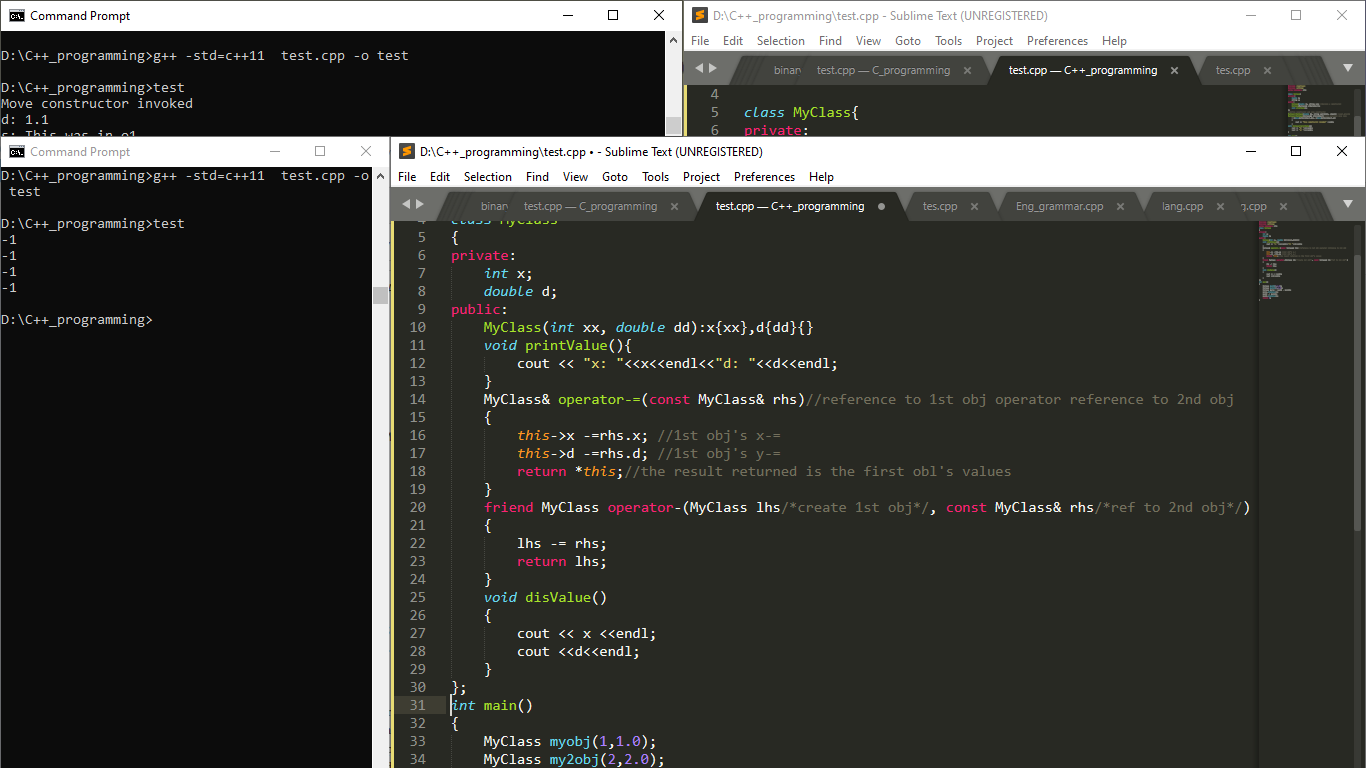 Command Prompt
D:\C++_programming>g++ -std=c++11  test.cpp -o test
D:\C++_programming>test
Move constructor invoked
d: 1.1
s: This was in o1
D:\C++_programming\test.cpp - Sublime Text (UNREGISTERED)
File Edit Selection Find View Goto Tools Project Preferences Help
binar test.cpp — C_programming test.cpp — C++_programming tes.cpp
4
5 class MyClass{
6 private:
Command Prompt
D:\C++_programming>g++ -std=c++11  test.cpp -o
 test
D:\C++_programming>test
-1
-1
-1
-1
D:\C++_programming>
D:\C++_programming\test.cpp • - Sublime Text (UNREGISTERED)
File Edit Selection Find View Goto Tools Project Preferences Help
binar test.cpp — C_programming test.cpp — C++_programming tes.cpp Eng_grammar.cpp lang.cpp g.cpp
4 class MyClass
5 {
6 private:
7     int x;
8     double d;
9 public:
10     MyClass(int xx, double dd):x{xx},d{dd}{}
11     void printValue(){
12         cout << "x: "<<x<<endl<<"d: "<<d<<endl;
13     }
14     MyClass& operator-=(const MyClass& rhs)//reference to 1st obj operator reference to 2nd obj
15     {
16         this->x -=rhs.x; //1st obj's x-=
17         this->d -=rhs.d; //1st obj's y-=
18         return *this;//the result returned is the first obl's values
19     }
20     friend MyClass operator-(MyClass lhs/*create 1st obj*/, const MyClass& rhs/*ref to 2nd obj*/)
21     {
22         lhs -= rhs;
23         return lhs;
24     }
25     void disValue()
26     {
27         cout << x <<endl;
28         cout <<d<<endl;
29     }
30 };
31 int main()
32 {
33     MyClass myobj(1,1.0);
34     MyClass my2obj(2,2.0);